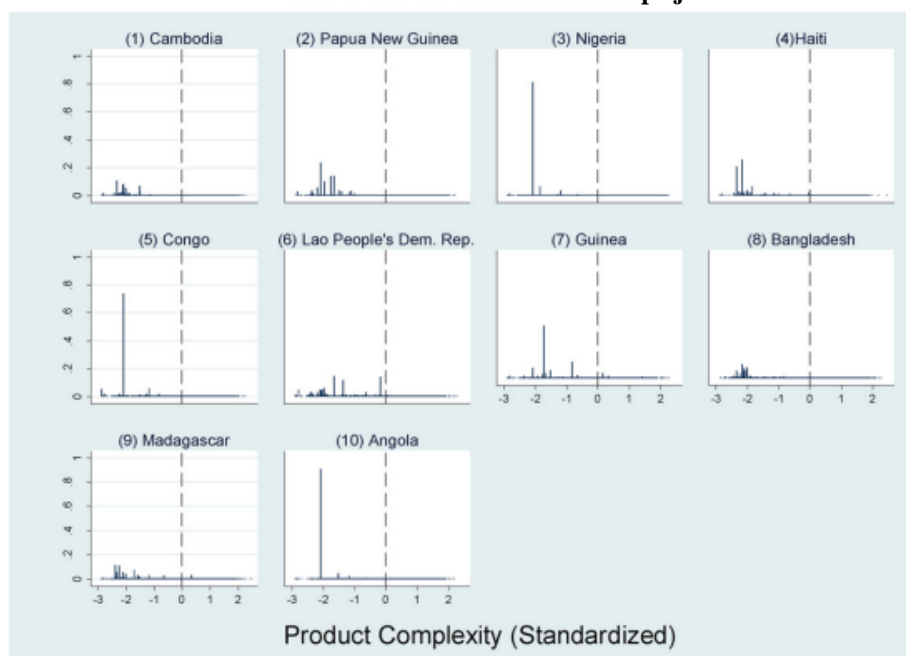 (1) Cambodia
(2) Papua New Guinea
(3) Nigeria
(4)Haiti
0 .2 .4 .6 .8 1
(5) Congo
(6) Lao People's Dem. Rep.
(7) Guinea
(8) Bangladesh
0 .2 .4 .6 .8 1
-3 -2 -1 0 1 2
-3 -2 -1 0 1 2
(9) Madagascar
(10) Angola
0 .2 .4 .6 .8 1
-3 -2 -1 0 1 2
-3 -2 -1 0 1 2
Product Complexity (Standardized)